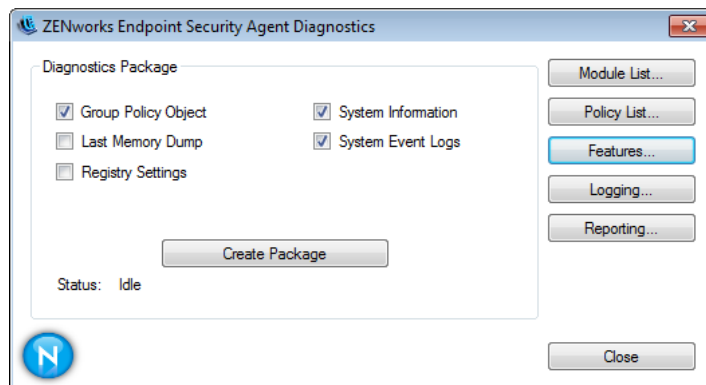 ZENworks Endpoint Security Agent Diagnostics
Diagnostics Package
Group Policy Object
System Information
Last Memory Dump
System Event Logs
Registry Settings
Create Package
Status: Idle
Module List...
Policy List...
Features...
Logging...
Reporting...
N
Close